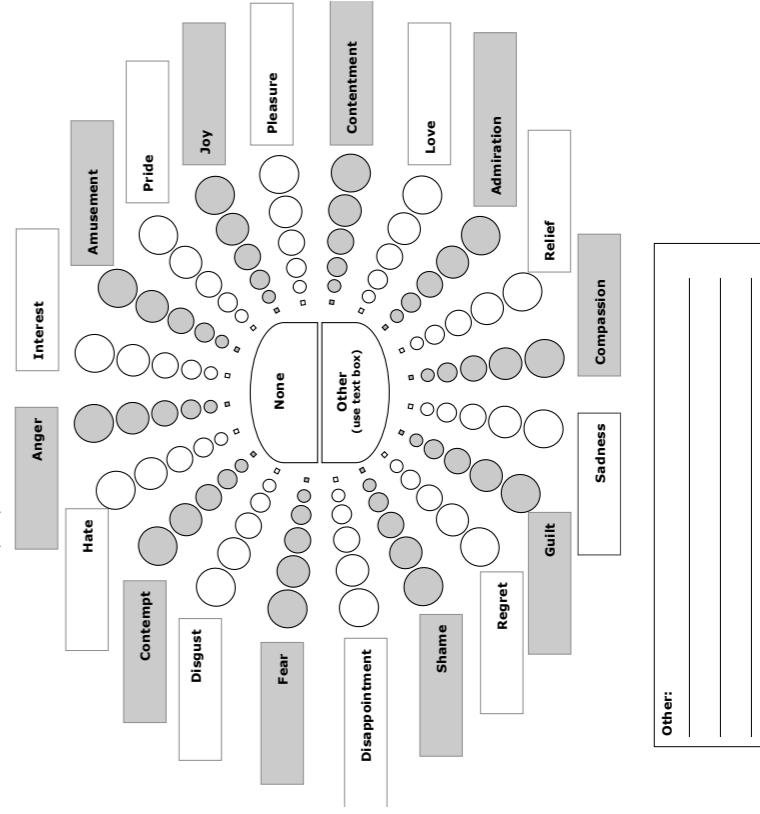 Anger
Interest
Hate
Amusement
Contempt
Pride
Disgust
Joy
Fear
None
Pleasure
Disappointment
Other
(use text box)
Contentment
Shame
Love
Regret
Admiration
Guilt
Relief
Sadness
Compassion
Other: